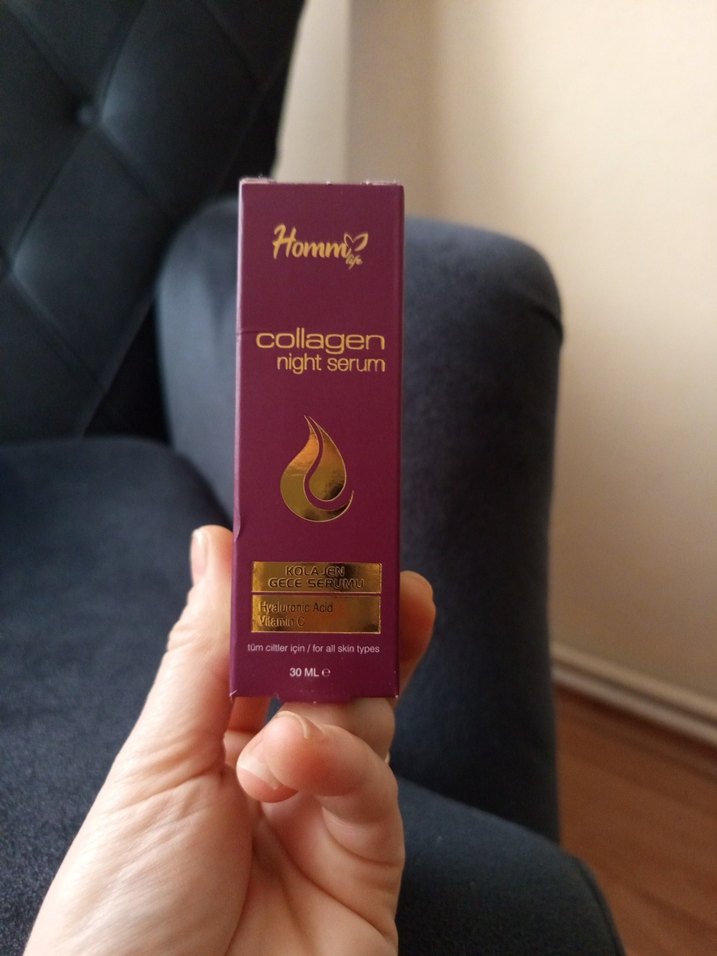 Homm
life
collagen
night serum
KOLAJEN
GECE SERUMU
Hyaluronic Acid
Vitamin C
tüm ciltler için / for all skin types
30 ML ℮